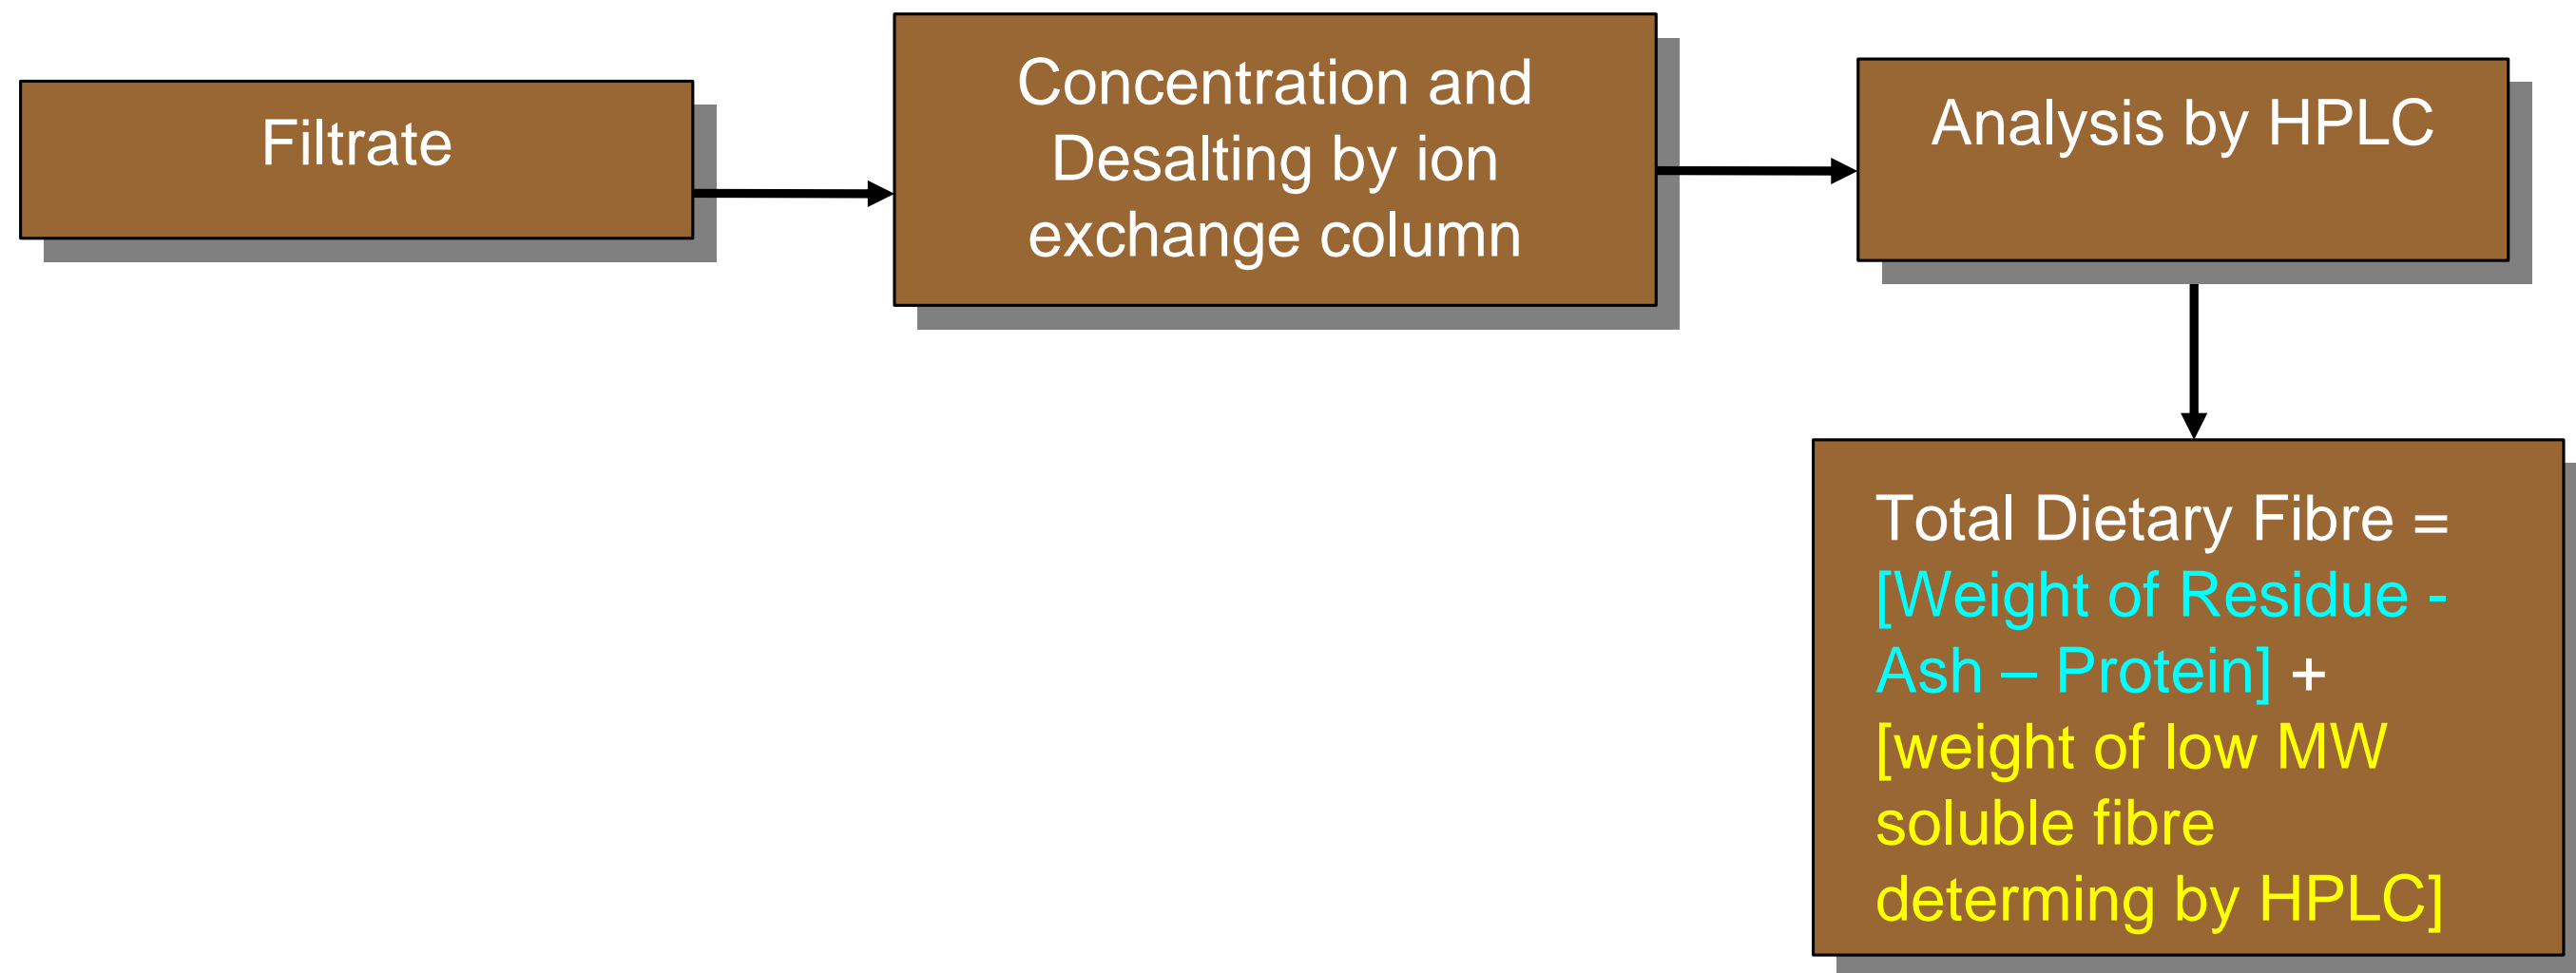 Filtrate
Concentration and
Desalting by ion
exchange column
Analysis by HPLC
Total Dietary Fibre =
[Weight of Residue -
Ash – Protein] +
[weight of low MW
soluble fibre
determing by HPLC]